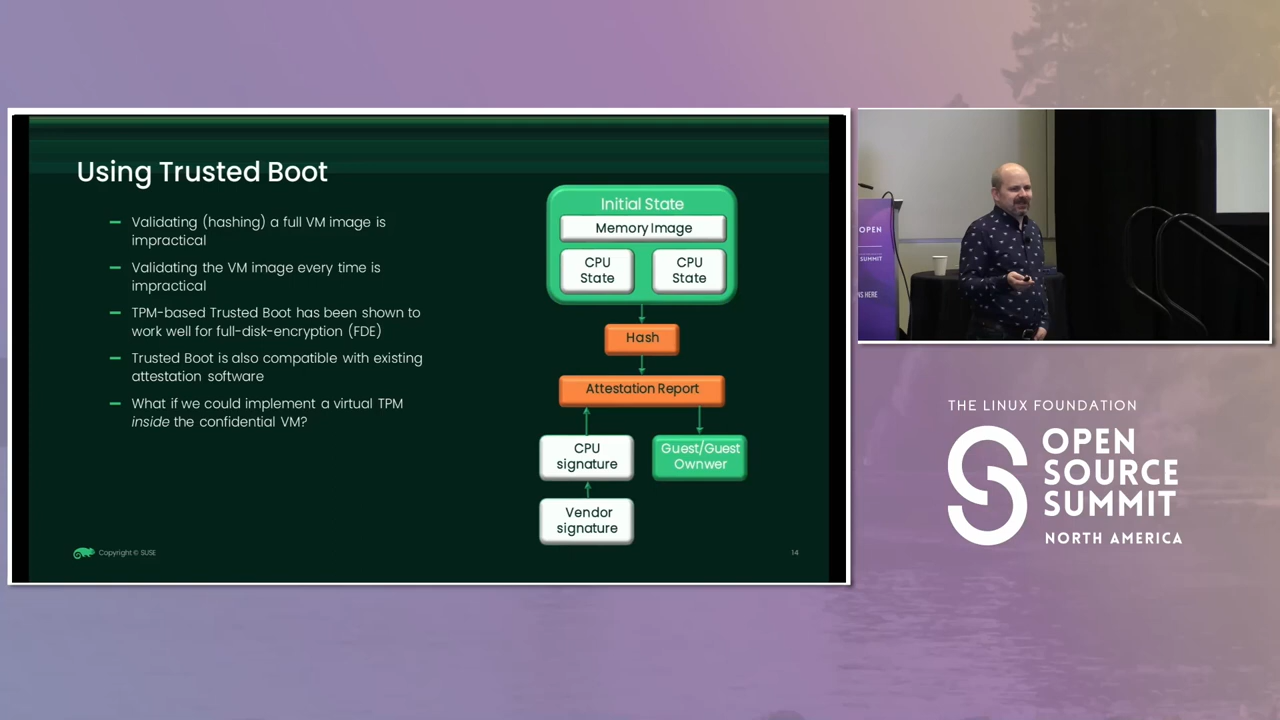 Using Trusted Boot
Validating (hashing) a full VM image is
impractical
Validating the VM image every time is
impractical
TPM-based Trusted Boot has been shown to
work well for full-disk-encryption (FDE)
Trusted Boot is also compatible with existing
attestation software
What if we could implement a virtual TPM
inside the confidential VM?
Initial State
Memory Image
CPU
State
CPU
State
Hash
Attestation Report
CPU
signature
Guest/Guest
Ownwer
Vendor
signature
Copyright © SUSE
14
OPEN
SUMMIT
NS HERE
THE LINUX FOUNDATION
OPEN
SOURCE
SUMMIT
NORTH AMERICA